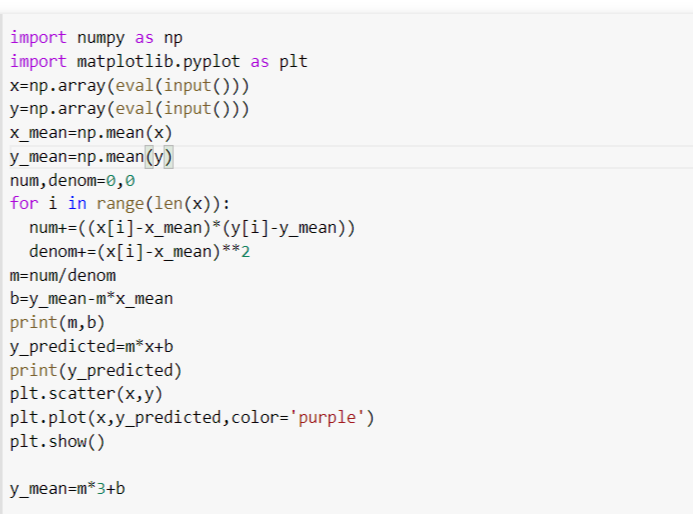 import numpy as np
import matplotlib.pyplot as plt
x=np.array(eval(input()))
y=np.array(eval(input()))
x_mean=np.mean(x)
y_mean=np.mean(y)
num,denom=0,0
for i in range(len(x)):
  num+=((x[i]-x_mean)*(y[i]-y_mean))
  denom+=(x[i]-x_mean)**2
m=num/denom
b=y_mean-m*x_mean
print(m,b)
y_predicted=m*x+b
print(y_predicted)
plt.scatter(x,y)
plt.plot(x,y_predicted,color='purple')
plt.show()

y_mean=m*3+b